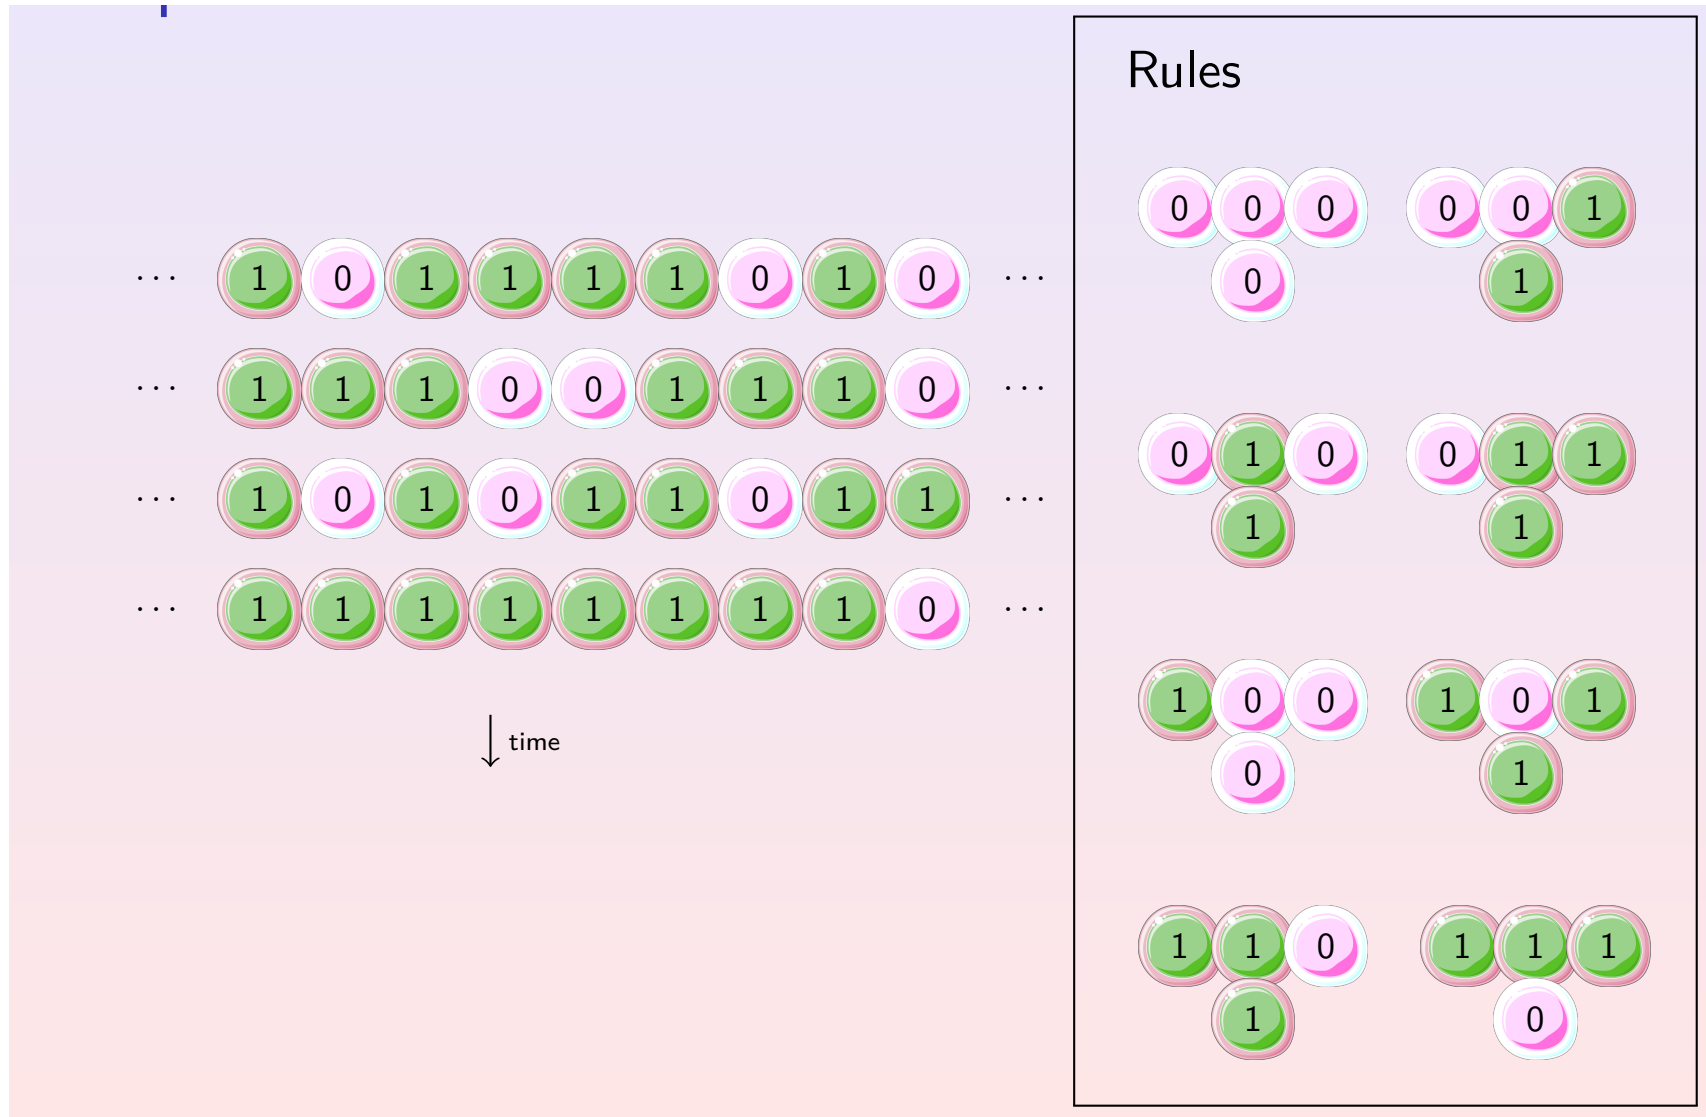 Rules
··· 1 0 1 1 1 1 0 1 0 ···
··· 1 1 1 0 0 1 1 1 0 ···
··· 1 0 1 0 1 1 0 1 1 ···
··· 1 1 1 1 1 1 1 1 0 ···
↓ time
0 0 0 0 0 1
0 1
0 1 0 0 1 1
1 1
1 0 0 1 0 1
0 1
1 1 0 1 1 1
1 0